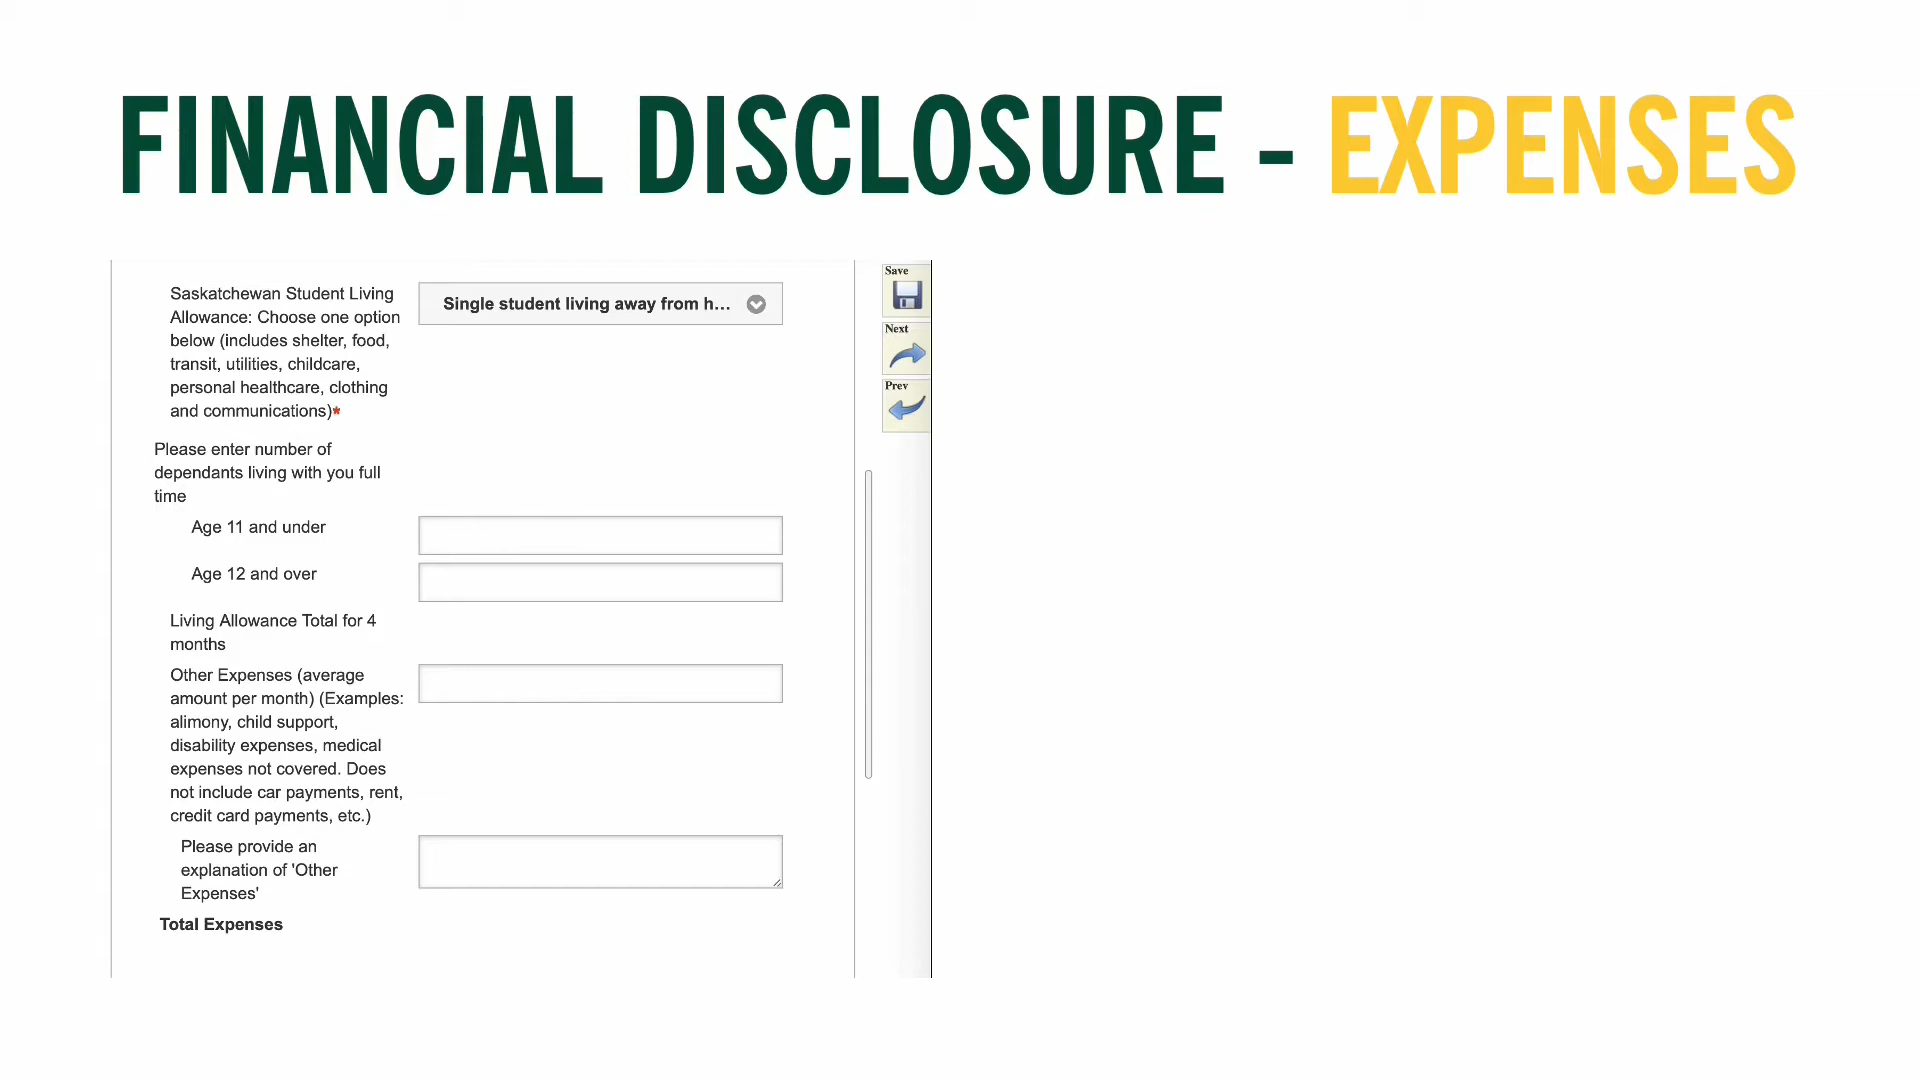 FINANCIAL DISCLOSURE - EXPENSES
Saskatchewan Student Living
Allowance: Choose one option
below (includes shelter, food,
transit, utilities, childcare,
personal healthcare, clothing
and communications)*
Single student living away from h...
Please enter number of
dependants living with you full
time
Age 11 and under
Age 12 and over
Living Allowance Total for 4
months
Other Expenses (average
amount per month) (Examples:
alimony, child support,
disability expenses, medical
expenses not covered. Does
not include car payments, rent,
credit card payments, etc.)
Please provide an
explanation of 'Other
Expenses'
Total Expenses
Save
Next
Prev